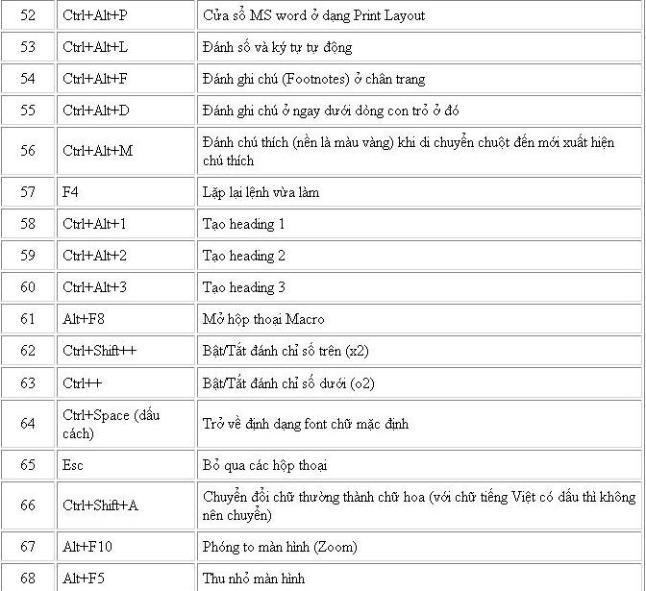 52 Ctrl+Alt+P Cửa sổ MS word ở dạng Print Layout
53 Ctrl+Alt+L Đánh số và ký tự tự động
54 Ctrl+Alt+F Đánh ghi chú (Footnotes) ở chân trang
55 Ctrl+Alt+D Đánh ghi chú ở ngay dưới dòng con trỏ ở đó
56 Ctrl+Alt+M Đánh chú thích (nền là màu vàng) khi di chuyển chuột đến mới xuất hiện
chú thích
57 F4 Lặp lại lệnh vừa làm
58 Ctrl+Alt+1 Tạo heading 1
59 Ctrl+Alt+2 Tạo heading 2
60 Ctrl+Alt+3 Tạo heading 3
61 Alt+F8 Mở hộp thoại Macro
62 Ctrl+Shift++ Bật/Tắt đánh chỉ số trên (x2)
63 Ctrl++ Bật/Tắt đánh chỉ số dưới (o2)
64 Ctrl+Space (dấu
cách) Trở về định dạng font chữ mặc định
65 Esc Bỏ qua các hộp thoại
66 Ctrl+Shift+A Chuyển đổi chữ thường thành chữ hoa (với chữ tiếng Việt có dấu thì không
nên chuyển)
67 Alt+F10 Phóng to màn hình (Zoom)
68 Alt+F5 Thu nhỏ màn hình